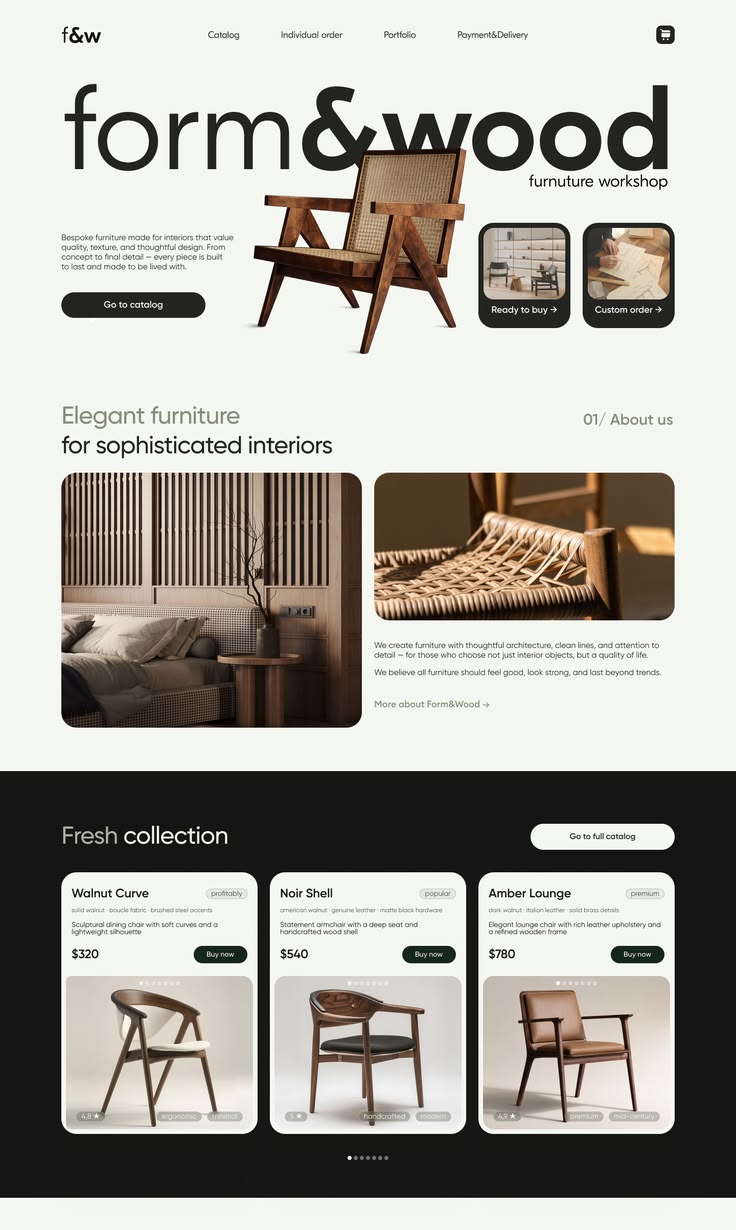 f&w
Catalog
Individual order
Portfolio
Payment&Delivery
form&wood
furnuture workshop
Bespoke furniture made for interiors that value
quality, texture, and thoughtful design. From
concept to final detail — every piece is built
to last and made to be lived with.
Go to catalog
Ready to buy →
Custom order →
Elegant furniture
for sophisticated interiors
01/ About us
We create furniture with thoughtful architecture, clean lines, and attention to
detail — for those who choose not just interior objects, but a quality of life.
We believe all furniture should feel good, look strong, and last beyond trends.
More about Form&Wood →
Fresh collection
Go to full catalog
Walnut Curve
profitably
solid walnut · boucle fabric · brushed steel accents
Sculptural dining chair with soft curves and a
lightweight silhouette
$320
Buy now
4,8 ★
ergonomic
minimal
Noir Shell
popular
american walnut · genuine leather · matte black hardware
Statement armchair with a deep seat and
handcrafted wood shell
$540
Buy now
5 ★
handcrafted
modern
Amber Lounge
premium
dark walnut · italian leather · solid brass details
Elegant lounge chair with rich leather upholstery and
a refined wooden frame
$780
Buy now
4,9 ★
premium
mid-century